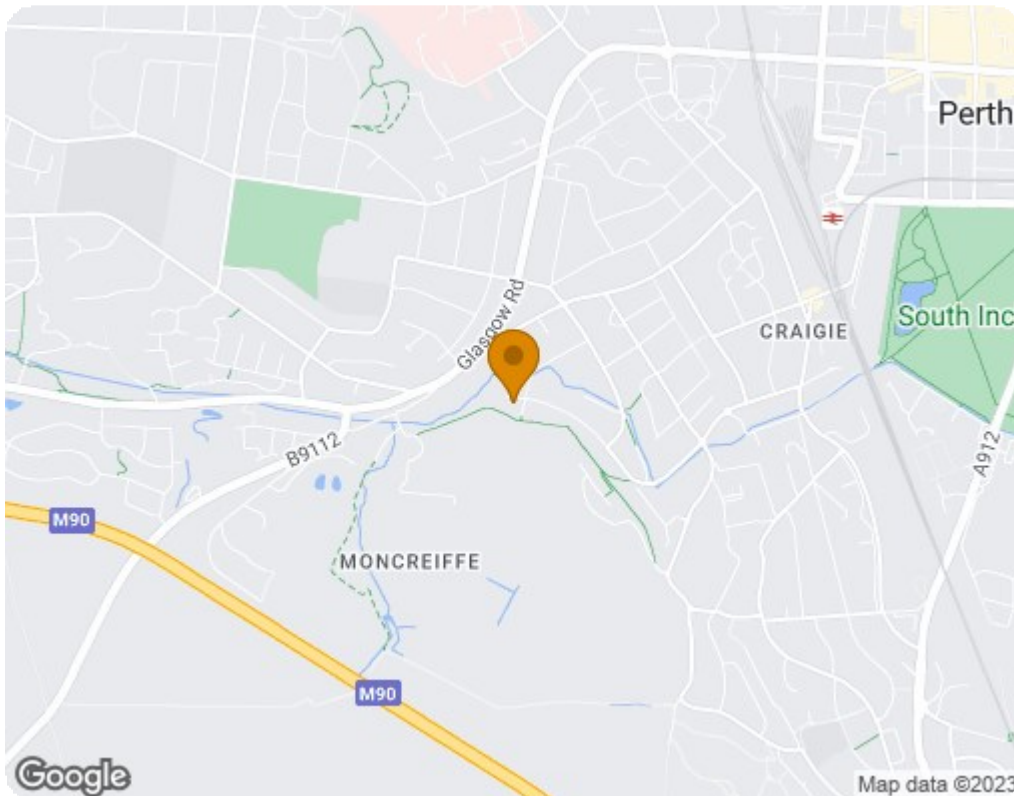 Perth
Glasgow Rd
South Inc
CRAIGIE
B9112
A912
M90
MONCREIFFE
M90
Google
Map data ©2023